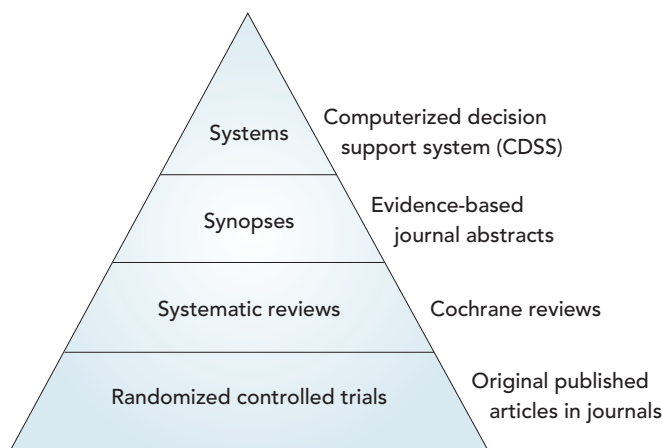 Systems
Computerized decision
support system (CDSS)
Synopses
Evidence-based
journal abstracts
Systematic reviews
Cochrane reviews
Randomized controlled trials
Original published
articles in journals